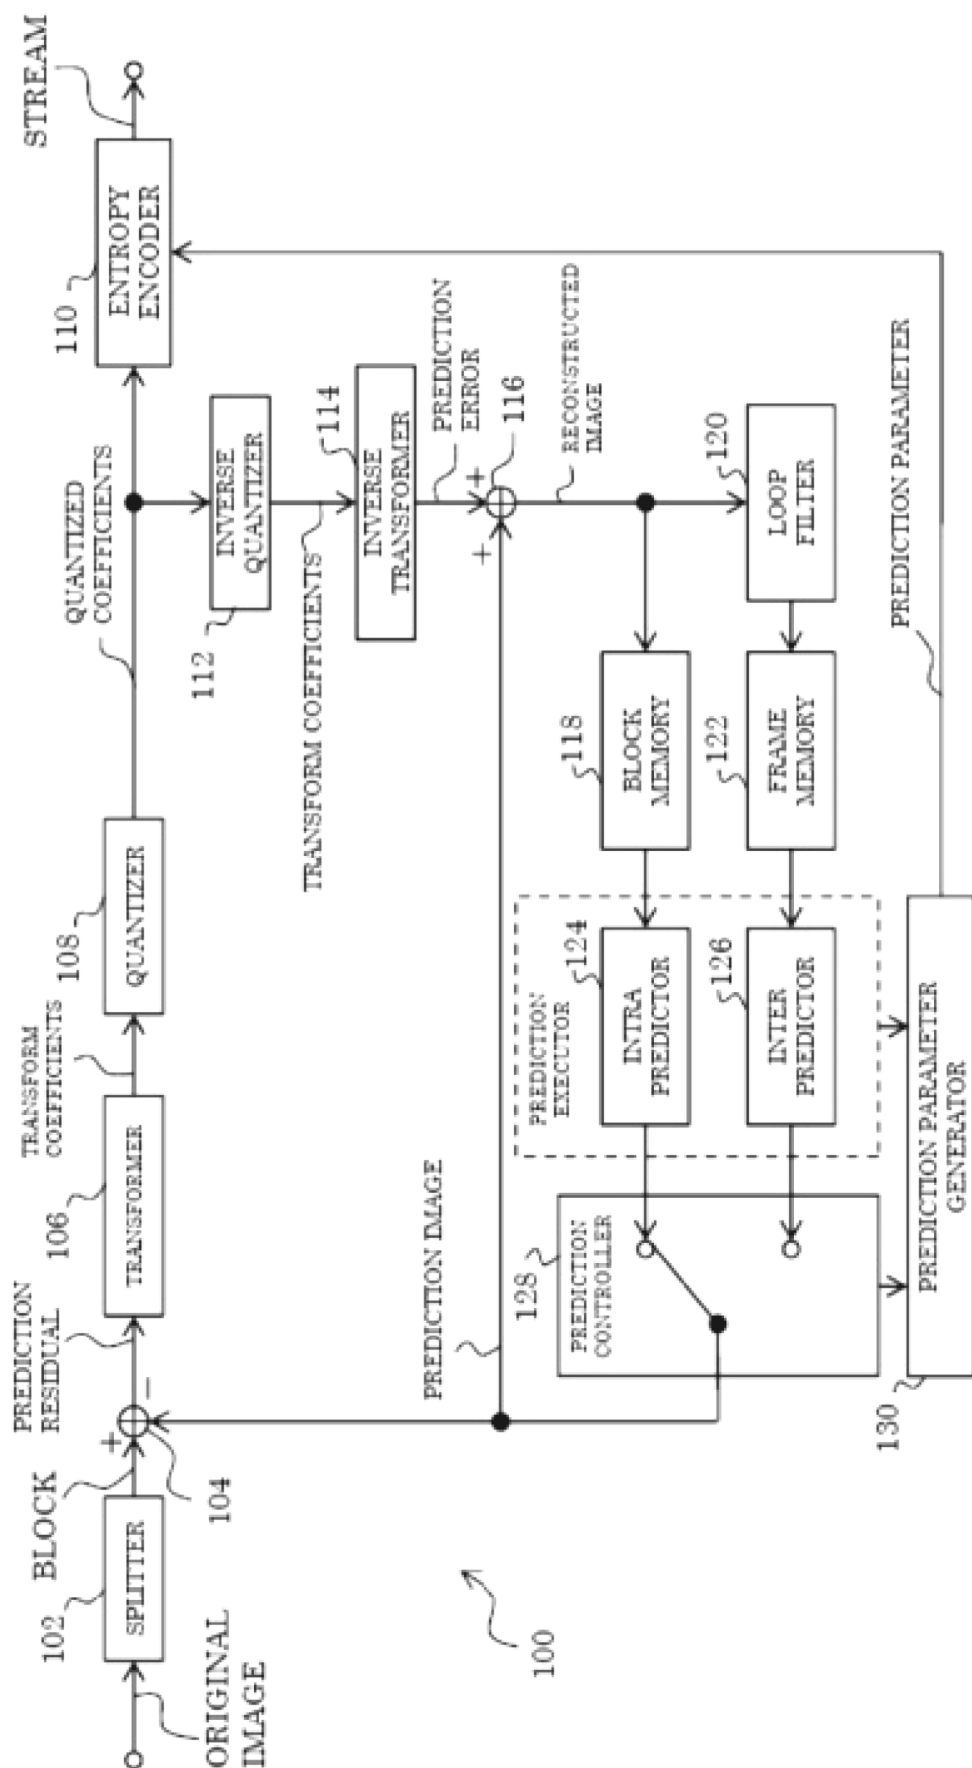 ORIGINAL
IMAGE
102
SPLITTER
BLOCK
+
−
104
PREDICTION
RESIDUAL
106
TRANSFORMER
TRANSFORM
COEFFICIENTS
108
QUANTIZER
QUANTIZED
COEFFICIENTS
110
ENTROPY
ENCODER
STREAM
112
INVERSE
QUANTIZER
TRANSFORM COEFFICIENTS
114
INVERSE
TRANSFORMER
PREDICTION
ERROR
+
+
116
PREDICTION IMAGE
RECONSTRUCTED
IMAGE
PREDICTION
EXECUTOR
124
INTRA
PREDICTOR
118
BLOCK
MEMORY
128
PREDICTION
CONTROLLER
126
INTER
PREDICTOR
122
FRAME
MEMORY
120
LOOP
FILTER
130
PREDICTION PARAMETER
GENERATOR
PREDICTION PARAMETER
100